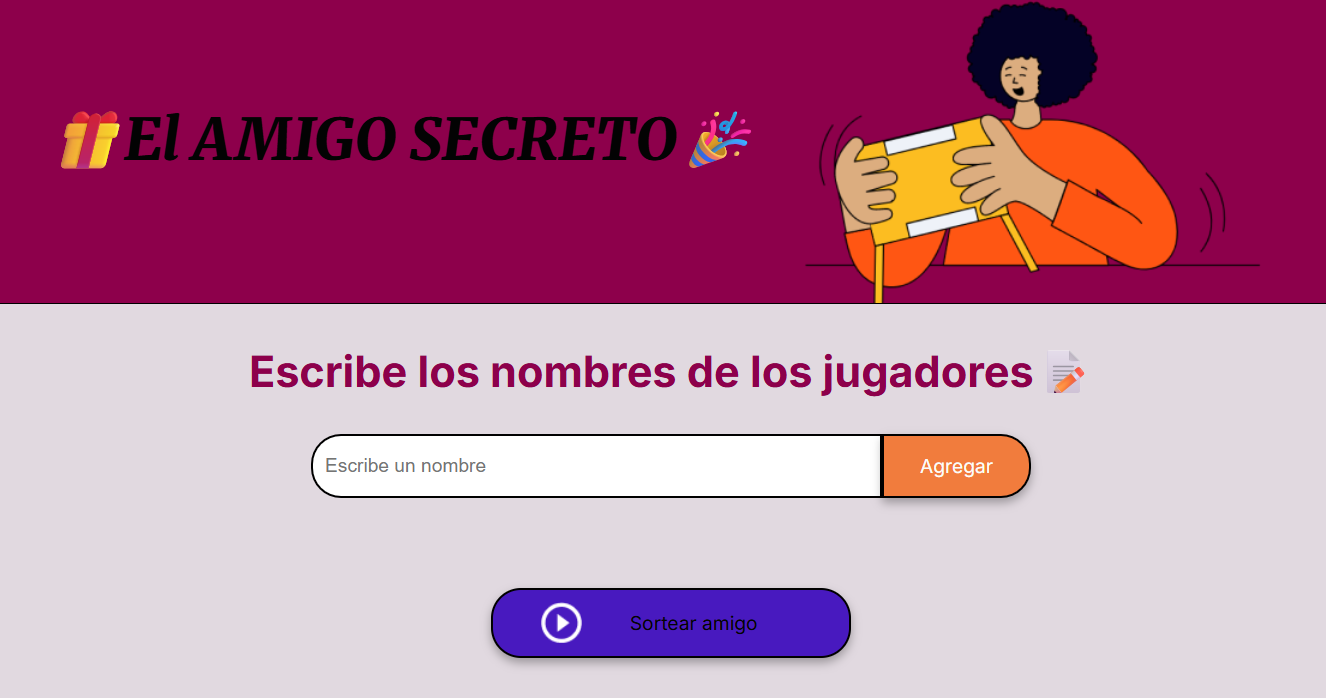 El AMIGO SECRETO
Escribe los nombres de los jugadores
Escribe un nombre
Agregar
Sortear amigo